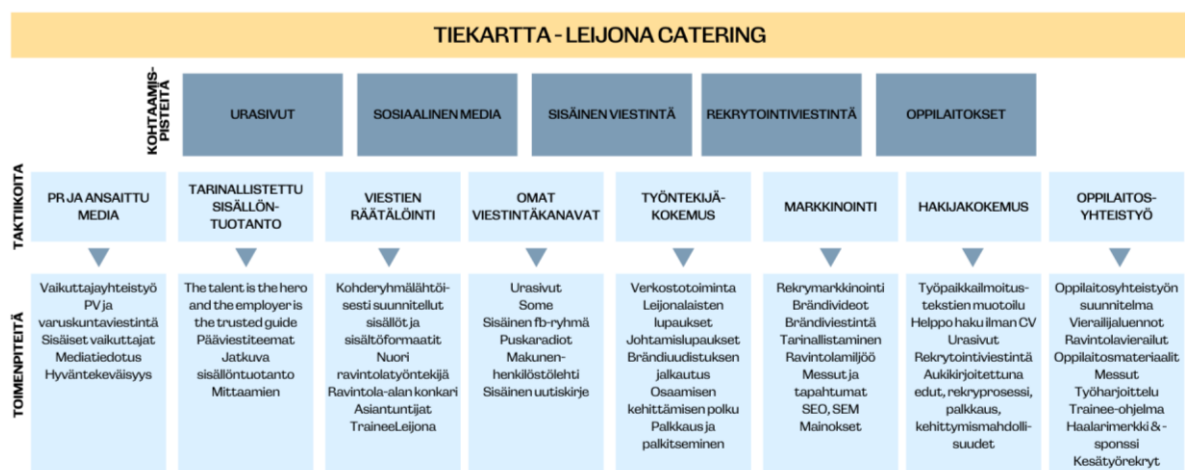 TIEKARTTA - LEIJONA CATERING
KOHTAAMIS-
PISTEITÄ
URASIVUT
SOSIAALINEN MEDIA
SISÄINEN VIESTINTÄ
REKRYTOINTIVIESTINTÄ
OPPILAITOKSET
TAKTIIKOITA
PR JA ANSAITTU
MEDIA
TARINALLISTETTU
SISÄLLÖN-
TUOTANTO
VIESTIEN
RÄÄTÄLÖINTI
OMAT
VIESTINTÄKANAVAT
TYÖNTEKIJÄ-
KOKEMUS
MARKKINOINTI
HAKIJAKOKEMUS
OPPILAITOS-
YHTEISTYÖ
TOIMENPITEITÄ
Vaikuttajayhteistyö
PV ja
varuskuntaviestintä
Sisäiset vaikuttajat
Mediatiedotus
Hyväntekeväisyys
The talent is the hero
and the employer is
the trusted guide
Pääviestiteemat
Jatkuva
sisällöntuotanto
Mittaamien
Kohderyhmälähtöi-
sesti suunnitellut
sisällöt ja
sisältöformaatit
Nuori
ravintolatyöntekijä
Ravintola-alan konkari
Asiantuntijat
TraineeLeijona
Urasivut
Some
Sisäinen fb-ryhmä
Puskaradiot
Makunen-
henkilöstölehti
Sisäinen uutiskirje
Verkostotoiminta
Leijonalaisten
lupaukset
Johtamislupaukset
Brändiuudistuksen
jalkautus
Osaamisen
kehittämisen polku
Palkkaus ja
palkitseminen
Rekrymarkkinointi
Brändivideot
Brändiviestintä
Tarinallistaminen
Ravintolamiljöö
Messut ja
tapahtumat
SEO, SEM
Mainokset
Työpaikkailmoitus-
tekstien muotoilu
Helppo haku ilman CV
Urasivut
Rekrytointiviestintä
Aukikirjoitettuna
edut, rekryprosessi,
palkkaus,
kehittymismahdolli-
suudet
Oppilaitosyhteistyön
suunnitelma
Vierailijaluennot
Ravintolavierailut
Oppilaitosmateriaalit
Messut
Työharjoittelu
Trainee-ohjelma
Haalarimerkki & -
sponssi
Kesätyörekryt